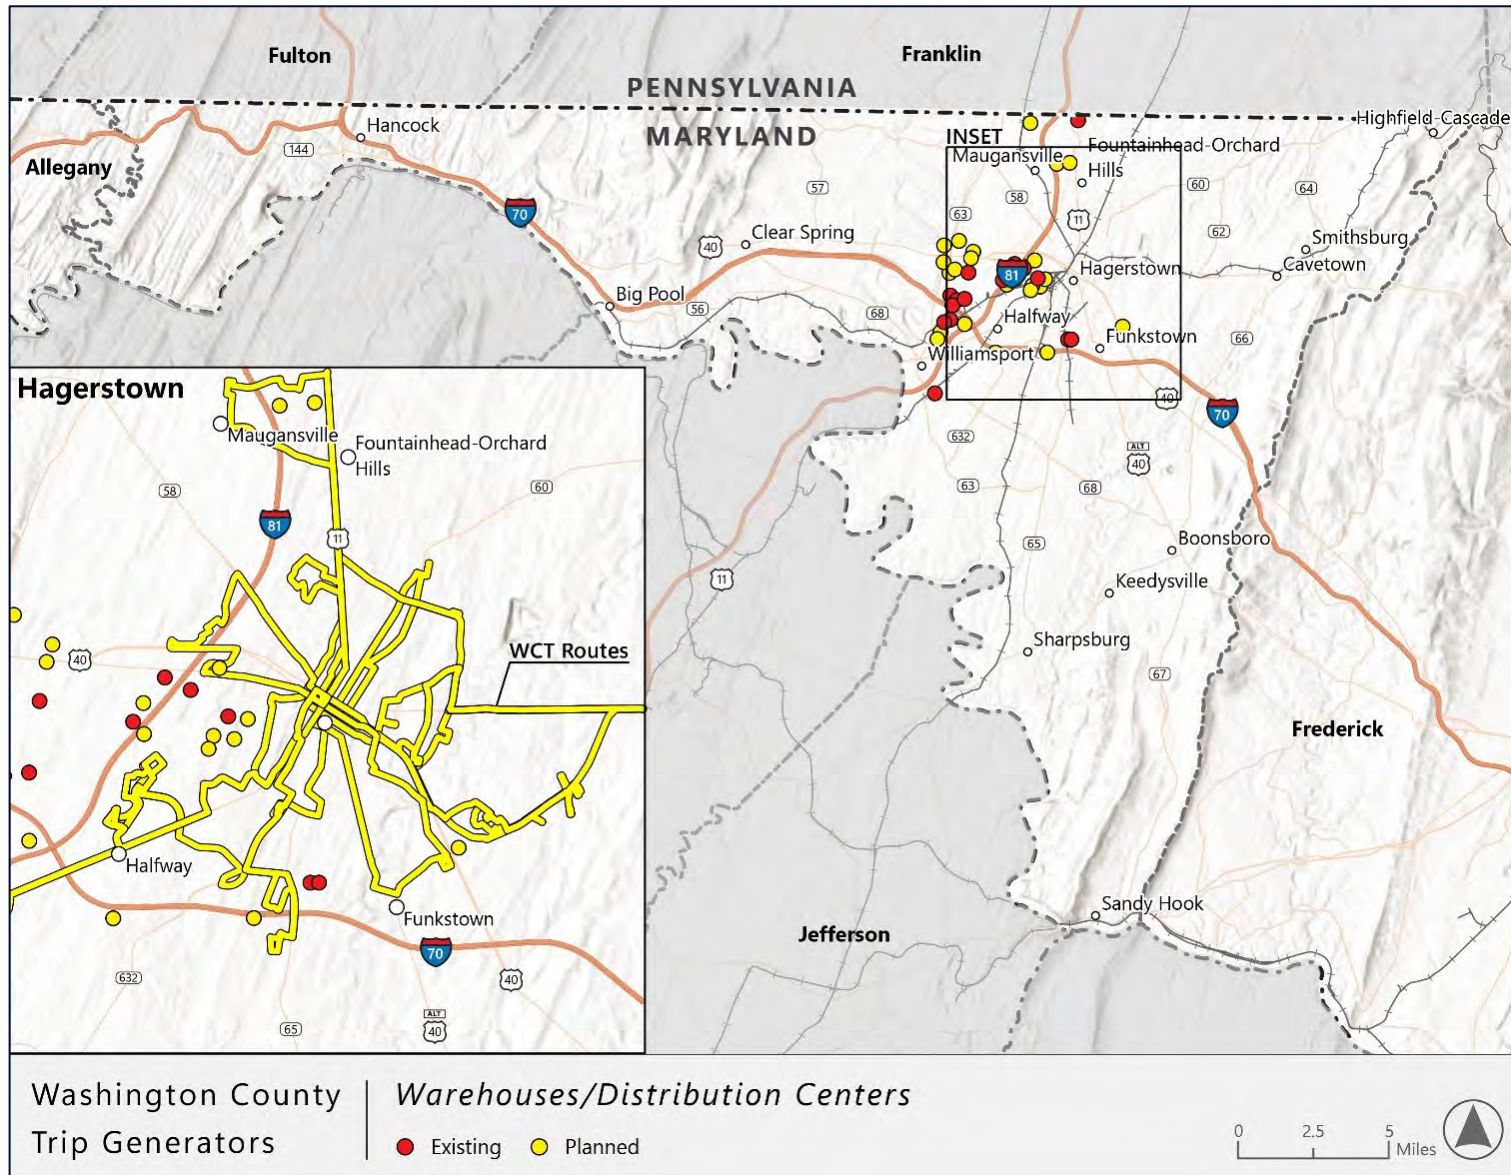 Fulton
Franklin
PENNSYLVANIA
MARYLAND
Hancock
144
Allegany
Highfield-Cascade
INSET
Maugansville
Fountainhead-Orchard
Hills
57
58
60
64
63
11
62
70
40
Clear Spring
Smithsburg
Cavetown
81
Hagerstown
Big Pool
56
68
Halfway
Funkstown
66
Williamsport
40
70
632
ALT
40
63
68
65
11
Boonsboro
Keedysville
Sharpsburg
67
Frederick
Jefferson
Sandy Hook
Hagerstown
Maugansville
Fountainhead-Orchard
Hills
58
60
81
11
40
WCT Routes
Halfway
Funkstown
70
632
40
65
ALT
40
Washington County
Trip Generators
Warehouses/Distribution Centers
Existing
Planned
0 2.5 5
Miles